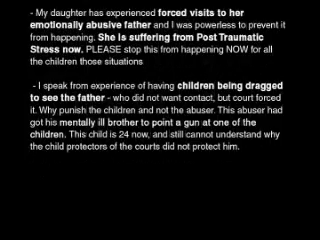 - My daughter has experienced forced visits to her
emotionally abusive father and I was powerless to prevent it
from happening. She is suffering from Post Traumatic
Stress now. PLEASE stop this from happening NOW for all
the children those situations
- I speak from experience of having children being dragged
to see the father - who did not want contact, but court forced
it. Why punish the children and not the abuser. This abuser had
got his mentally ill brother to point a gun at one of the
children. This child is 24 now, and still cannot understand why
the child protectors of the courts did not protect him.